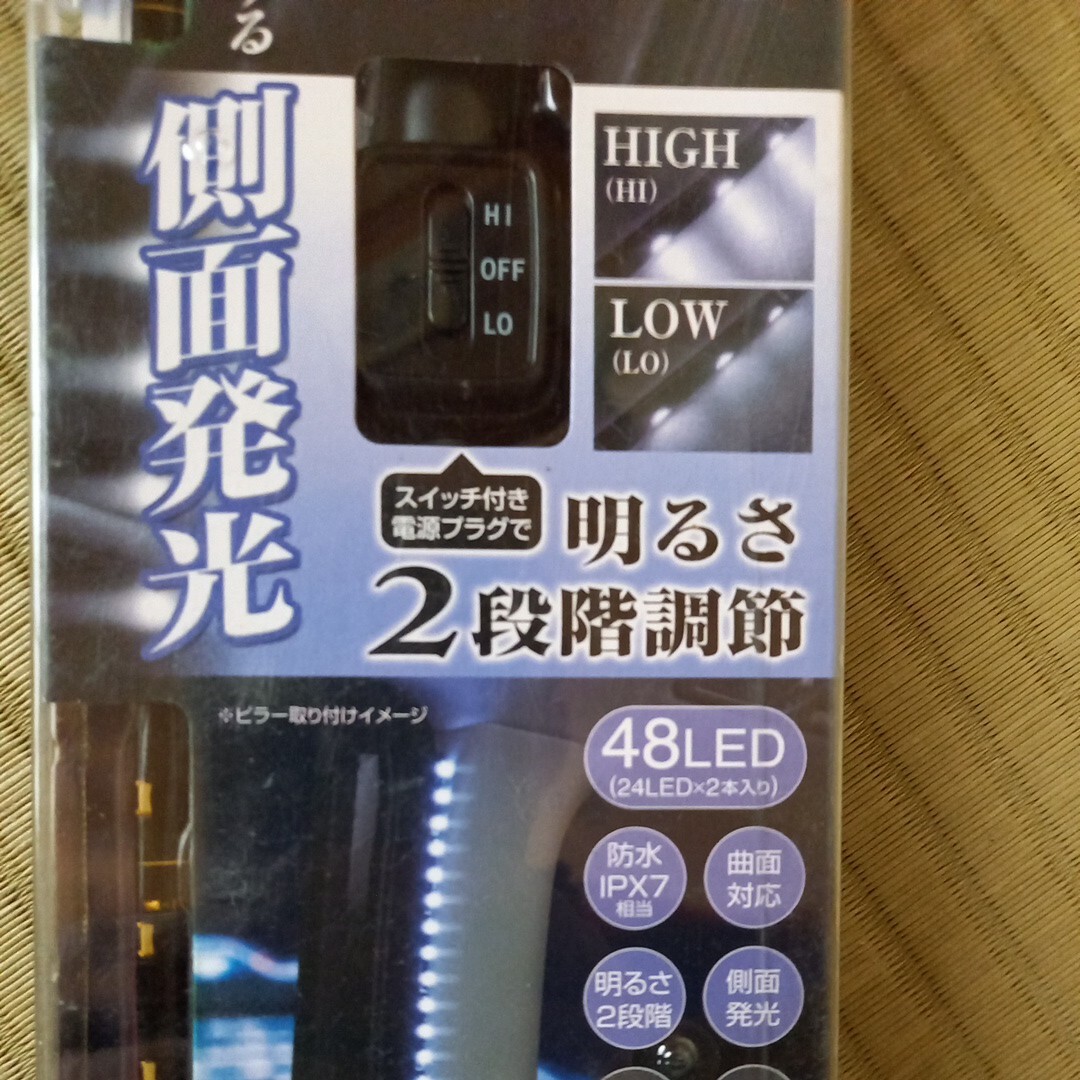 る
側面発光
HI
OFF
LO
HIGH
(HI)
LOW
(LO)
スイッチ付き
電源プラグで
明るさ
2段階調節
※ピラー取り付けイメージ
48LED
(24LED×2本入り)
防水
IPX7
相当
曲面
対応
明るさ
2段階
側面
発光